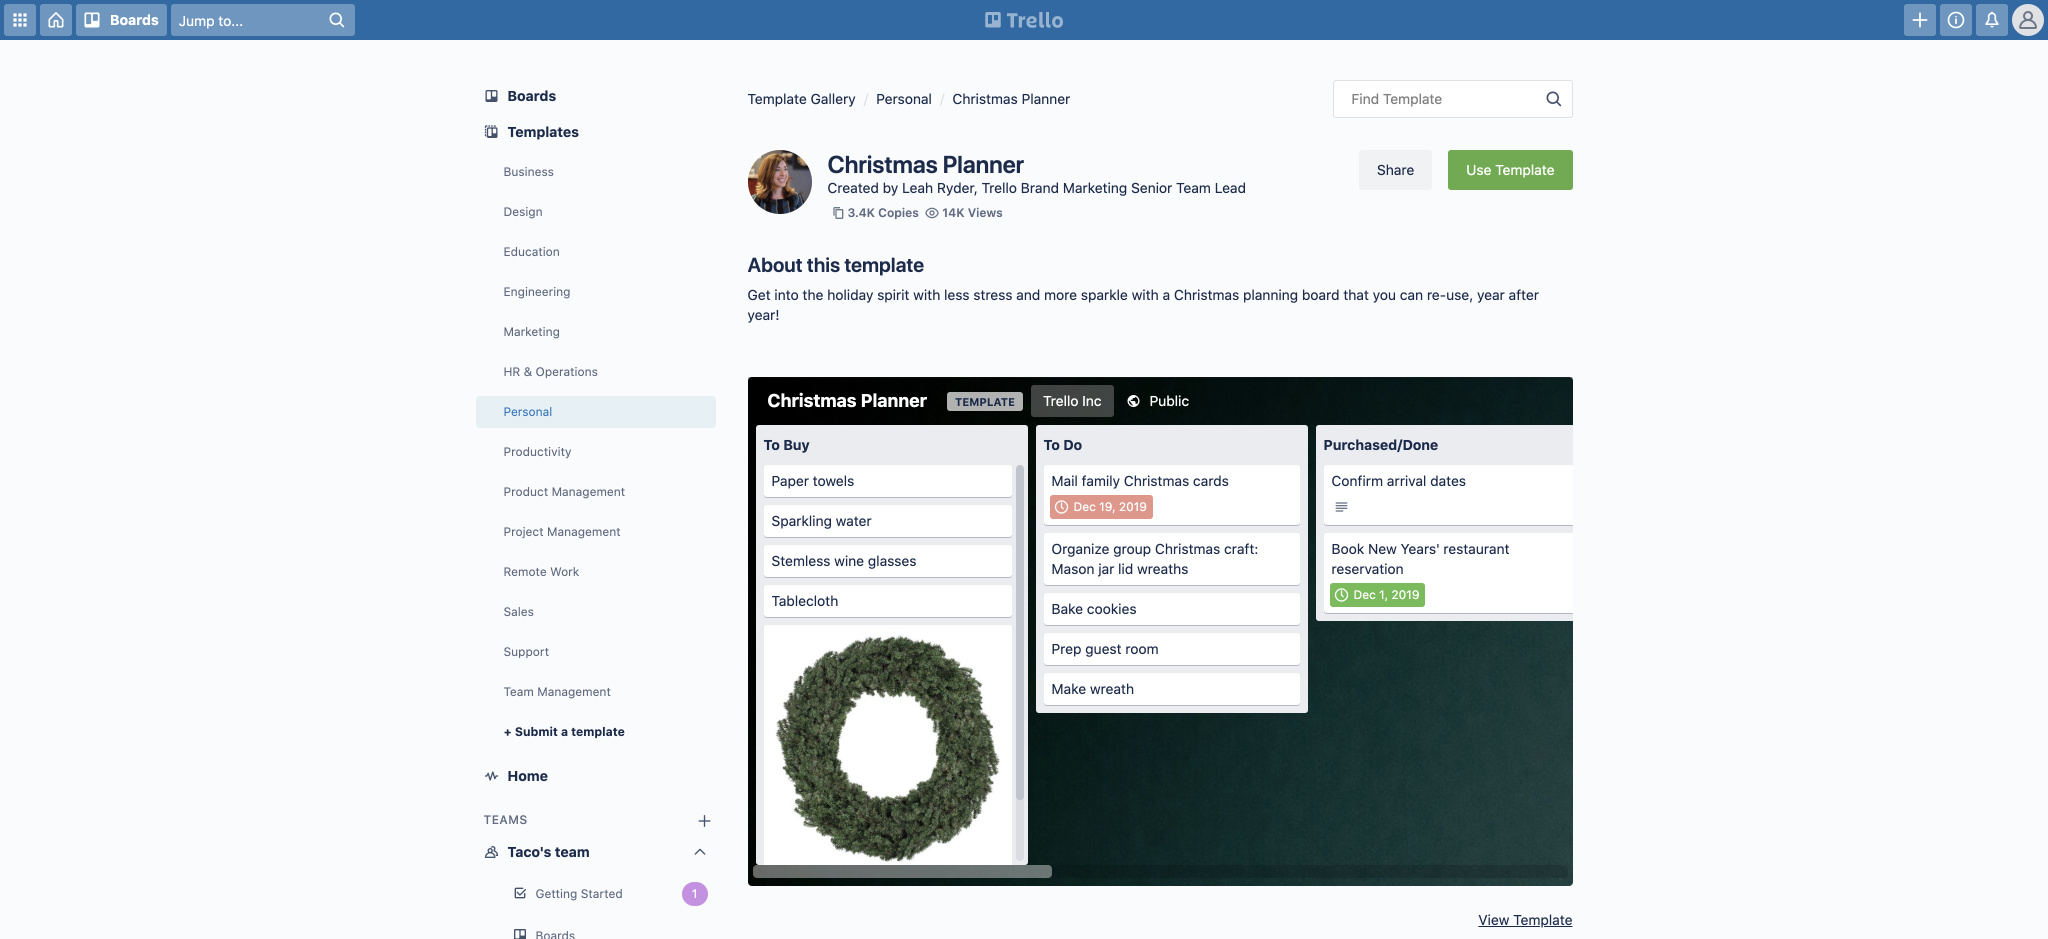 Boards
Jump to...
Trello
Boards
Templates
Business
Design
Education
Engineering
Marketing
HR & Operations
Personal
Productivity
Product Management
Project Management
Remote Work
Sales
Support
Team Management
+ Submit a template
Home
TEAMS
Taco's team
Getting Started 1
Boards
Template Gallery / Personal / Christmas Planner
Find Template
Christmas Planner
Created by Leah Ryder, Trello Brand Marketing Senior Team Lead
3.4K Copies 14K Views
Share
Use Template
About this template
Get into the holiday spirit with less stress and more sparkle with a Christmas planning board that you can re-use, year after
year!
Christmas Planner TEMPLATE Trello Inc Public
To Buy
Paper towels
Sparkling water
Stemless wine glasses
Tablecloth
To Do
Mail family Christmas cards
Dec 19, 2019
Organize group Christmas craft:
Mason jar lid wreaths
Bake cookies
Prep guest room
Make wreath
Purchased/Done
Confirm arrival dates
Book New Years' restaurant
reservation
Dec 1, 2019
View Template